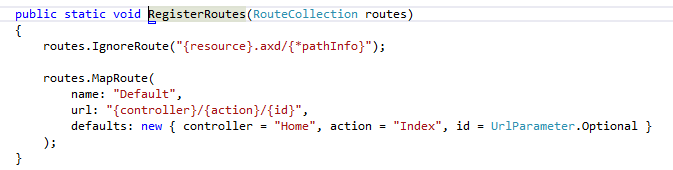 public static void RegisterRoutes(RouteCollection routes)
{
    routes.IgnoreRoute("{resource}.axd/{*pathInfo}");

    routes.MapRoute(
        name: "Default",
        url: "{controller}/{action}/{id}",
        defaults: new { controller = "Home", action = "Index", id = UrlParameter.Optional }
    );
}